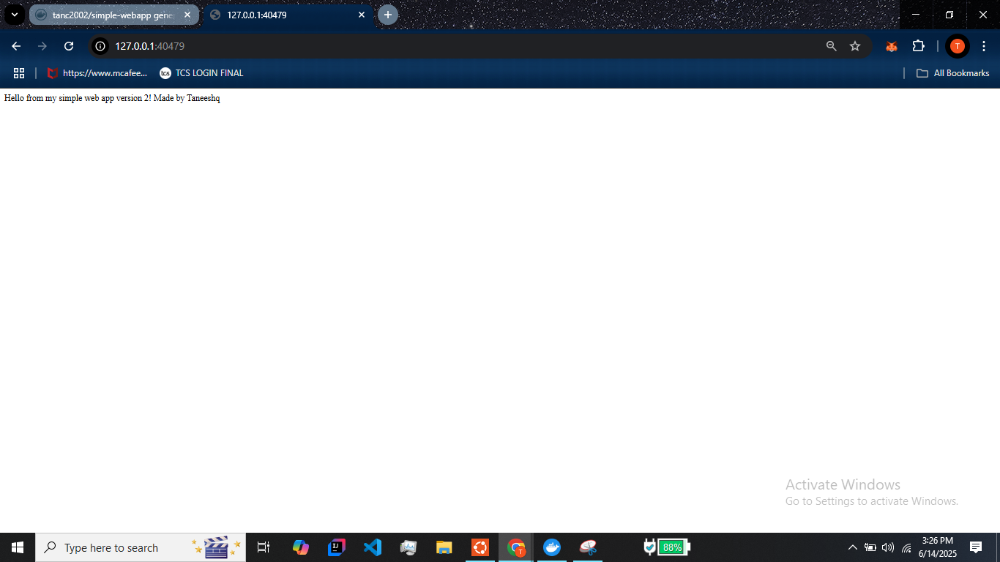 tanc2002/simple-webapp gene
127.0.0.1:40479
127.0.0.1:40479
https://www.mcafee...
tcs TCS LOGIN FINAL
All Bookmarks
T
Hello from my simple web app version 2! Made by Taneeshq
Activate Windows
Go to Settings to activate Windows.
Type here to search
IJ
T
88%
3:26 PM
6/14/2025